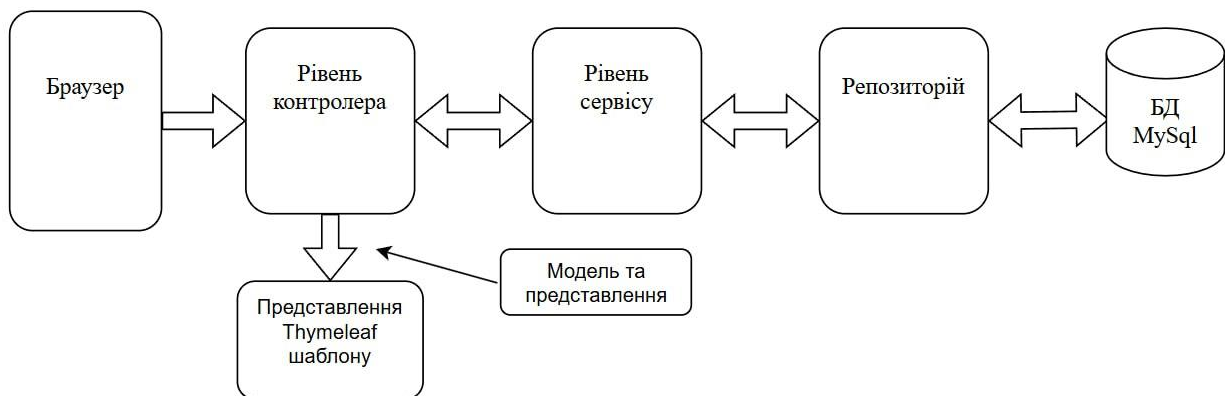 Браузер
Рівень
контролера
Рівень
сервісу
Репозиторій
БД
MySql
Модель та
представлення
Представлення
Thymeleaf
шаблону